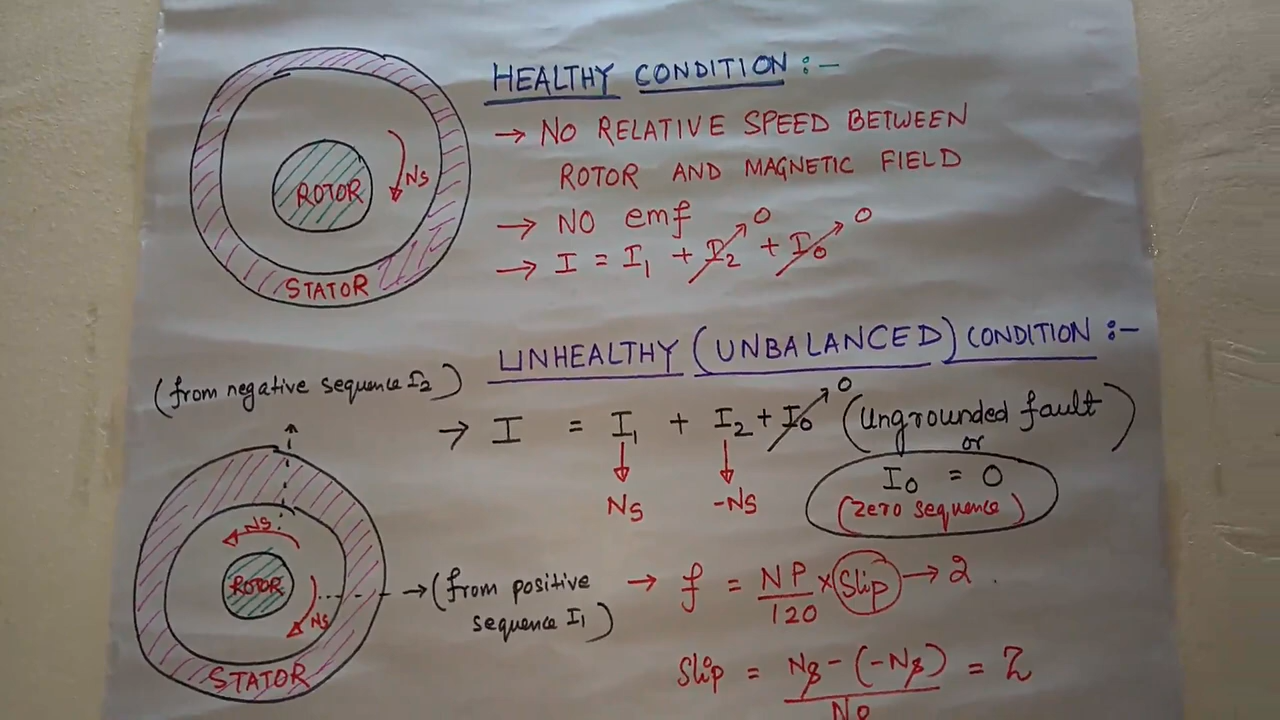 HEALTHY CONDITION :-
→ NO RELATIVE SPEED BETWEEN
ROTOR AND MAGNETIC FIELD
→ NO emf
→ I = I1 + I2 + I0
0
0
ROTOR
NS
STATOR
UNHEALTHY (UNBALANCED) CONDITION :-
(from negative sequence I2)
→ I = I1 + I2 + I0 (Ungrounded fault)
0
or
I0 = 0
(zero sequence)
NS
-NS
NS
ROTOR
NS
STATOR
→ (from positive
sequence I1)
→ f = NP/120 × Slip → 2
Slip = NS - (-NS) = 2